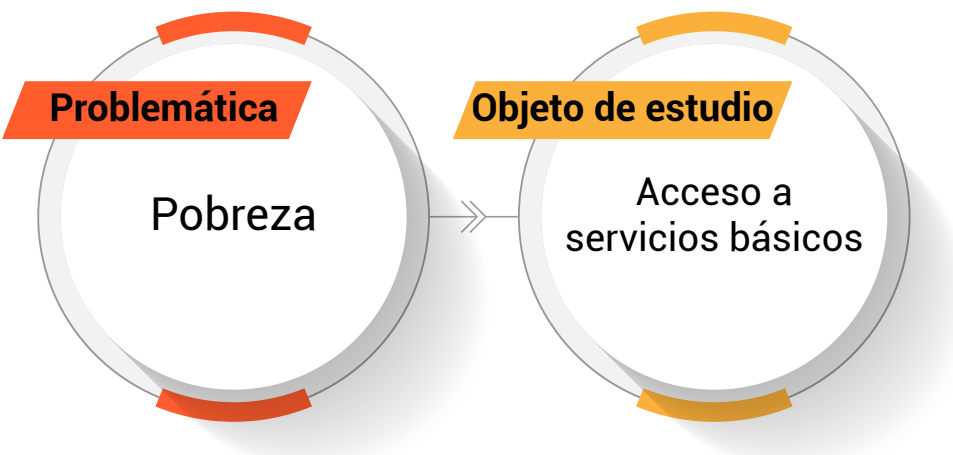 Problemática
Pobreza
Objeto de estudio
Acceso a
servicios básicos